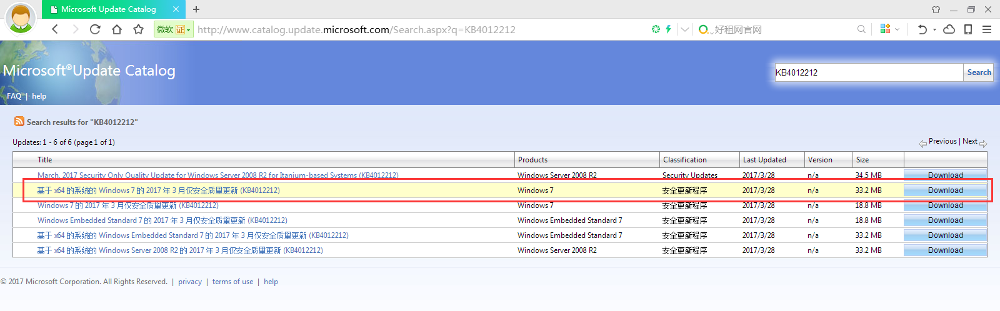 Microsoft Update Catalog
微软 证 http://www.catalog.update.microsoft.com/Search.aspx?q=KB4012212 好租网官网
Microsoft®Update Catalog
KB4012212 Search
FAQ | help
Search results for "KB4012212"
Updates: 1 - 6 of 6 (page 1 of 1) Previous | Next
Title Products Classification Last Updated Version Size
March, 2017 Security Only Quality Update for Windows Server 2008 R2 for Itanium-based Systems (KB4012212) Windows Server 2008 R2 Security Updates 2017/3/28 n/a 34.5 MB Download
基于 x64 的系统的 Windows 7 的 2017 年 3 月仅安全质量更新 (KB4012212) Windows 7 安全更新程序 2017/3/28 n/a 33.2 MB Download
Windows 7 的 2017 年 3 月仅安全质量更新 (KB4012212) Windows 7 安全更新程序 2017/3/28 n/a 18.8 MB Download
Windows Embedded Standard 7 的 2017 年 3 月仅安全质量更新 (KB4012212) Windows Embedded Standard 7 安全更新程序 2017/3/28 n/a 18.8 MB Download
基于 x64 的系统的 Windows Embedded Standard 7 的 2017 年 3 月仅安全质量更新 (KB4012212) Windows Embedded Standard 7 安全更新程序 2017/3/28 n/a 33.2 MB Download
基于 x64 的系统的 Windows Server 2008 R2 的 2017 年 3 月仅安全质量更新 (KB4012212) Windows Server 2008 R2 安全更新程序 2017/3/28 n/a 33.2 MB Download
© 2017 Microsoft Corporation. All Rights Reserved. | privacy | terms of use | help